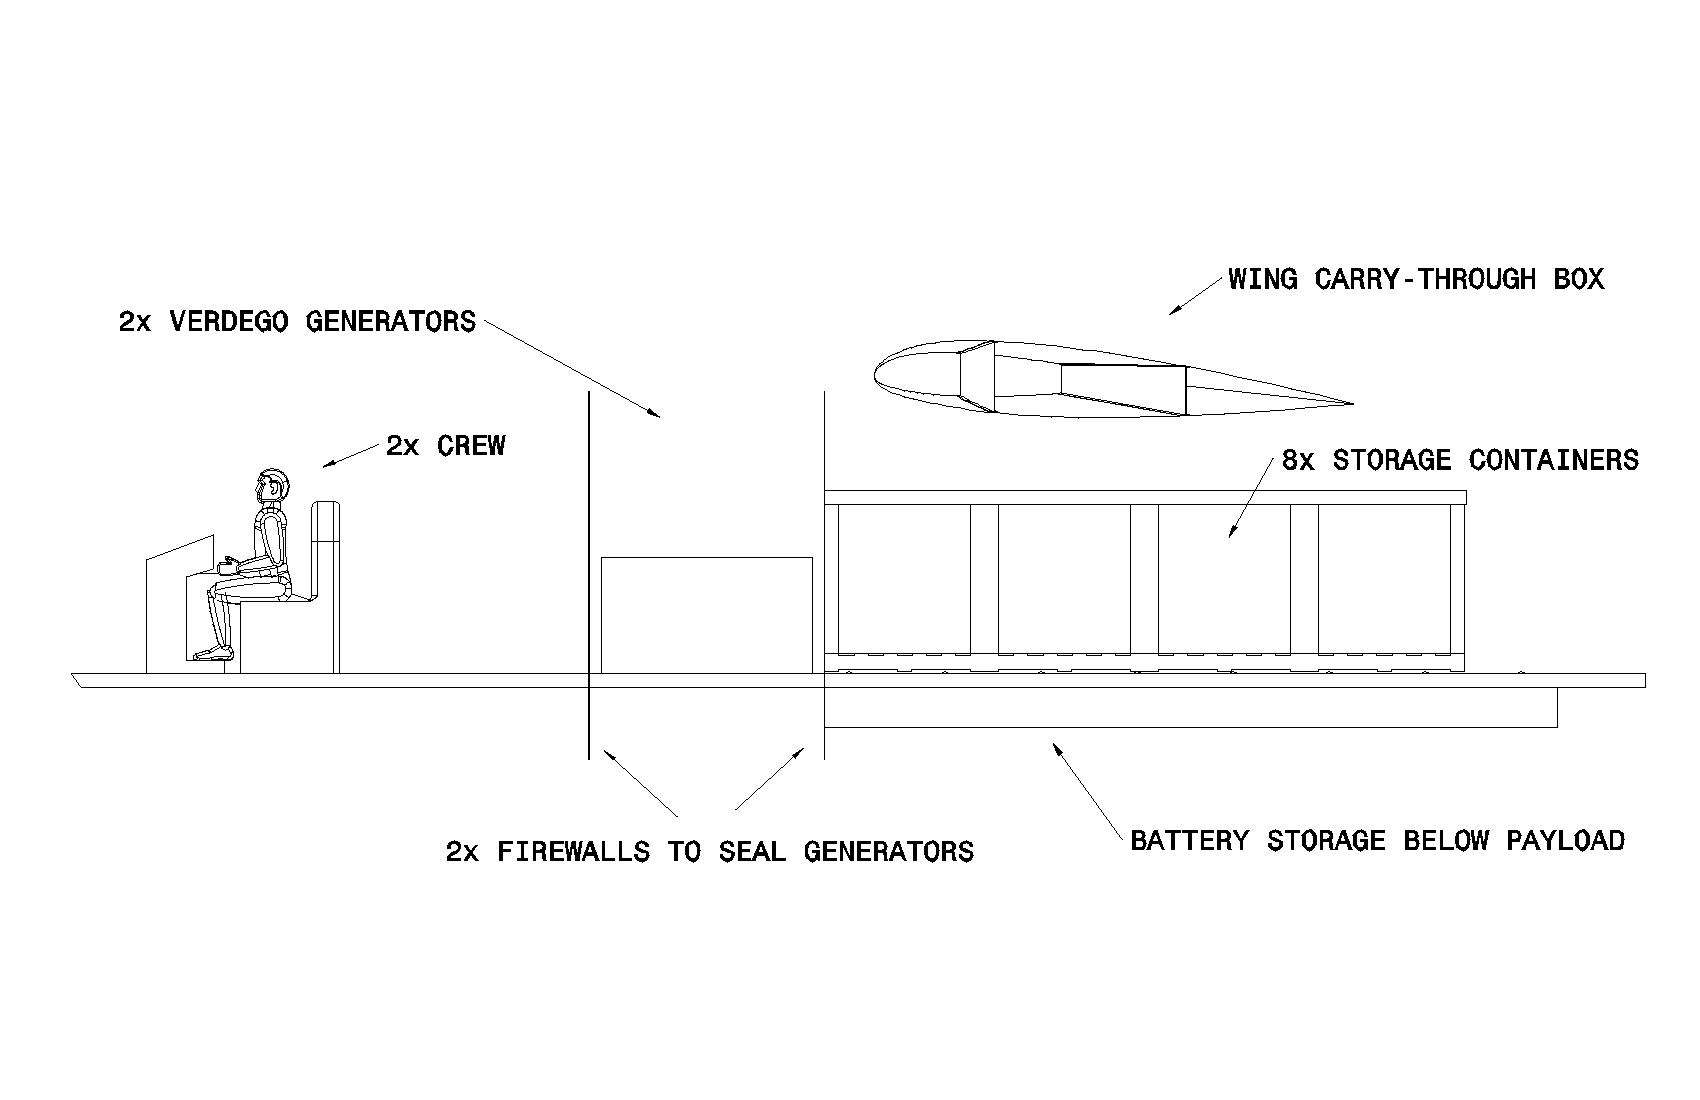 WING CARRY-THROUGH BOX
2x VERDEGO GENERATORS
2x CREW
8x STORAGE CONTAINERS
2x FIREWALLS TO SEAL GENERATORS
BATTERY STORAGE BELOW PAYLOAD